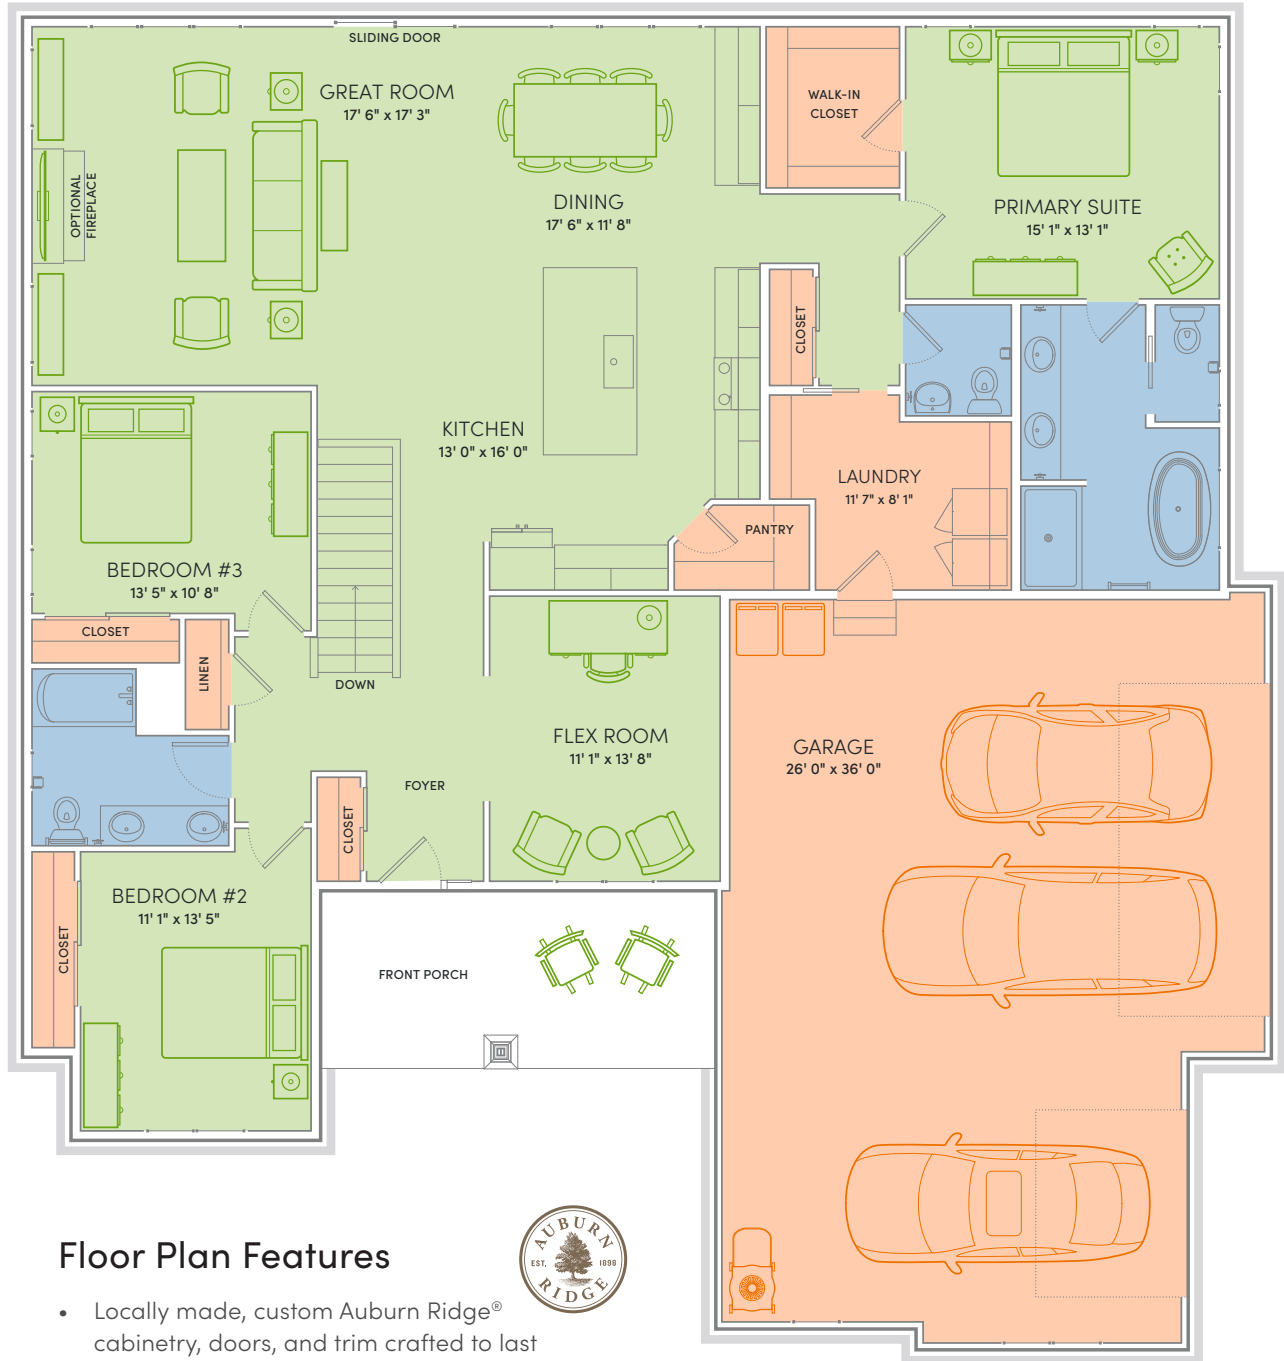 SLIDING DOOR
GREAT ROOM
17' 6" x 17' 3"
OPTIONAL
FIREPLACE
DINING
17' 6" x 11' 8"
WALK-IN
CLOSET
PRIMARY SUITE
15' 1" x 13' 1"
CLOSET
KITCHEN
13' 0" x 16' 0"
LAUNDRY
11' 7" x 8' 1"
PANTRY
BEDROOM #3
13' 5" x 10' 8"
CLOSET
LINEN
DOWN
FLEX ROOM
11' 1" x 13' 8"
GARAGE
26' 0" x 36' 0"
FOYER
CLOSET
BEDROOM #2
11' 1" x 13' 5"
CLOSET
FRONT PORCH
Floor Plan Features
AUBURN
EST. 1898
RIDGE
• Locally made, custom Auburn Ridge®
cabinetry, doors, and trim crafted to last